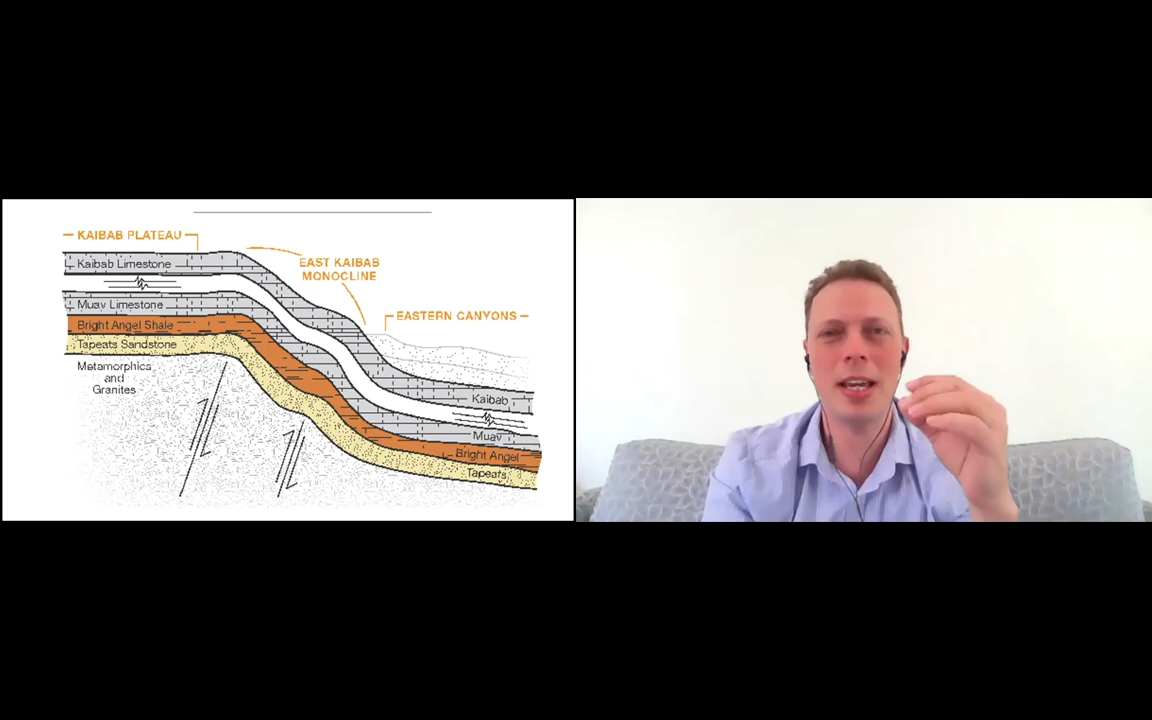 KAIBAB PLATEAU
EAST KAIBAB
MONOCLINE
EASTERN CANYONS
Kaibab Limestone
Muav Limestone
Bright Angel Shale
Tapeats Sandstone
Metamorphics
and
Granites
Kaibab
Muav
Bright Angel
Tapeats